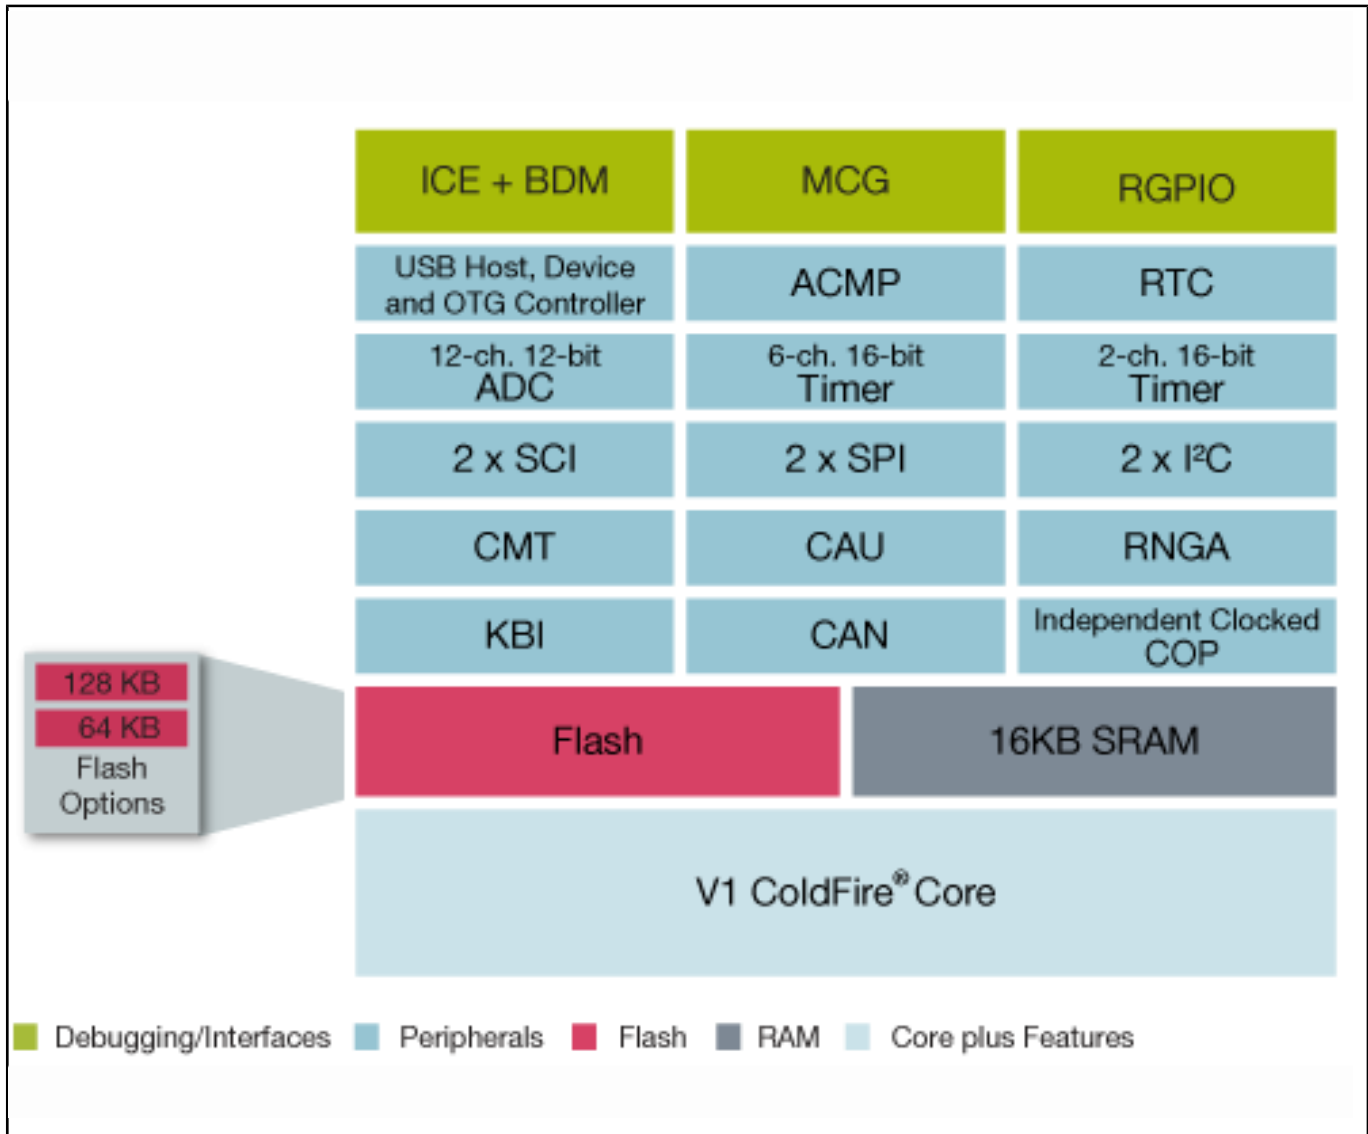 ICE + BDM
MCG
RGPIO
USB Host, Device
and OTG Controller
ACMP
RTC
12-ch. 12-bit
ADC
6-ch. 16-bit
Timer
2-ch. 16-bit
Timer
2 x SCI
2 x SPI
2 x I²C
CMT
CAU
RNGA
KBI
CAN
Independent Clocked
COP
128 KB
64 KB
Flash
Options
Flash
16KB SRAM
V1 ColdFire® Core
Debugging/Interfaces
Peripherals
Flash
RAM
Core plus Features